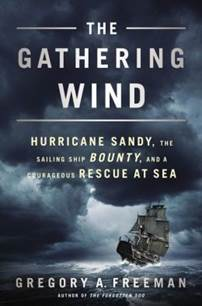 THE
GATHERING
WIND
HURRICANE SANDY, THE
SAILING SHIP BOUNTY, AND A
COURAGEOUS RESCUE AT SEA
GREGORY A. FREEMAN
AUTHOR OF THE FORGOTTEN 500